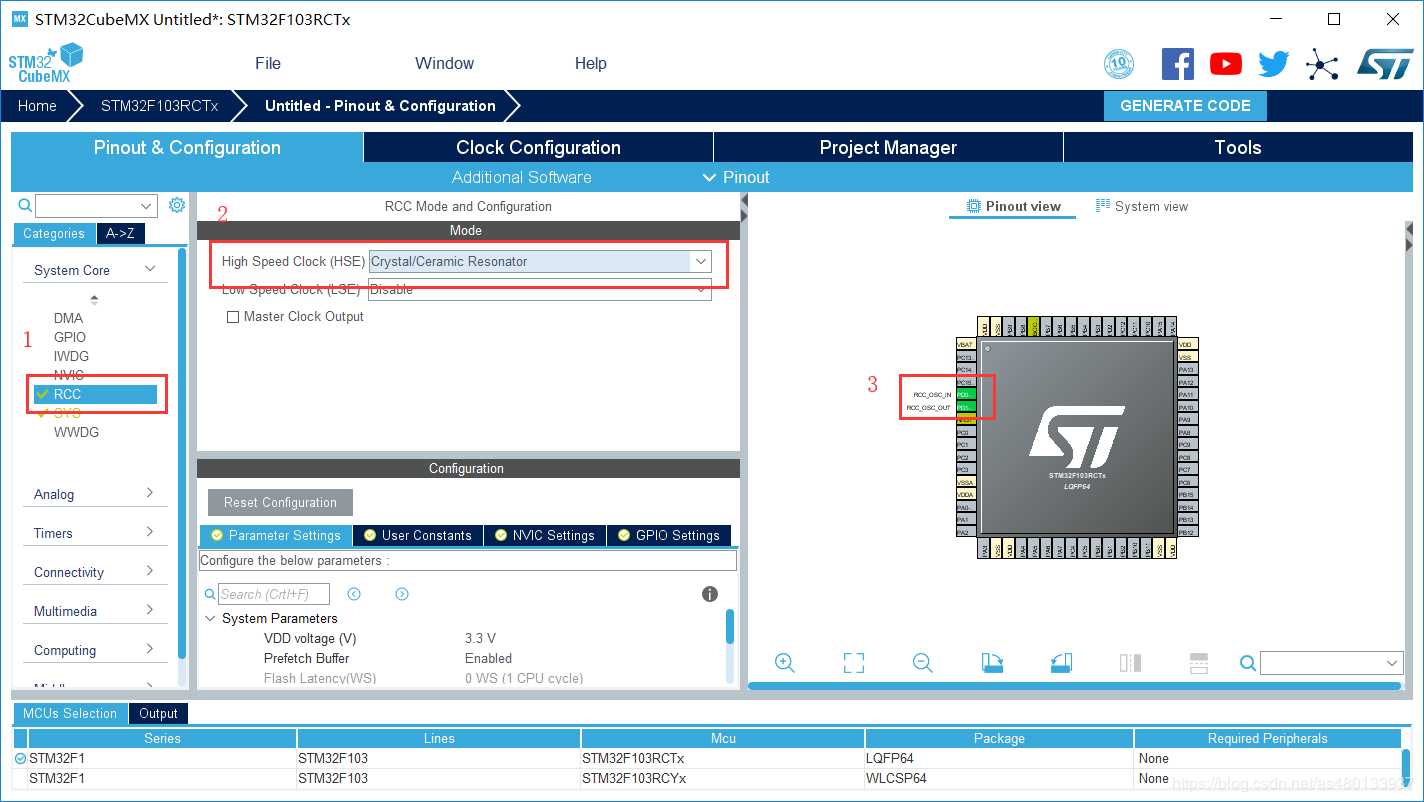 MX STM32CubeMX Untitled*: STM32F103RCTx
STM32
CubeMX
File Window Help
10
Home STM32F103RCTx Untitled - Pinout & Configuration GENERATE CODE
Pinout & Configuration Clock Configuration Project Manager Tools
Additional Software Pinout
RCC Mode and Configuration
Pinout view System view
2
Categories A->Z
Mode
System Core
High Speed Clock (HSE) Crystal/Ceramic Resonator
Low Speed Clock (LSE) Disable
Master Clock Output
DMA
GPIO
1
IWDG
NVIC
RCC
SYS
WWDG
3
RCC_OSC_IN
RCC_OSC_OUT
VBAT
PC13..
PC14..
PC15..
PD0-..
PD1-..
PC0
PC1
PC2
PC3
VSSA
VDDA
PA0-..
PA1
PA2
VDD
VSS
PA13
PA12
PA11
PA10
PA9
PA8
PC9
PC8
PC7
PC6
PB15
PB14
PB13
PB12
STM32F103RCTx
LQFP64
Configuration
Reset Configuration
Analog
Timers
Connectivity
Multimedia
Computing
Parameter Settings User Constants NVIC Settings GPIO Settings
Configure the below parameters :
Search (Crtl+F)
System Parameters
VDD voltage (V) 3.3 V
Prefetch Buffer Enabled
Flash Latency(WS) 0 WS (1 CPU cycle)
MCUs Selection Output
Series Lines Mcu Package Required Peripherals
STM32F1 STM32F103 STM32F103RCTx LQFP64 None
STM32F1 STM32F103 STM32F103RCYx WLCSP64 None
https://blog.csdn.net/as480133937